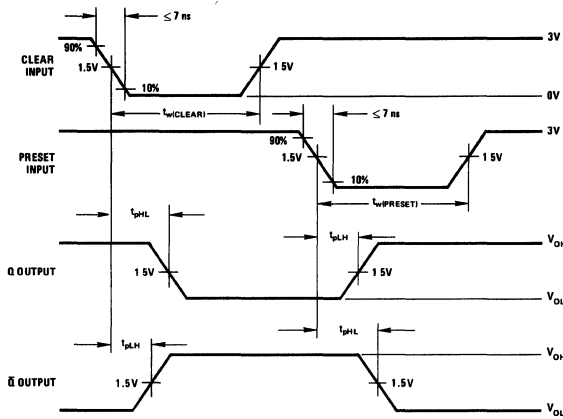 ≤ 7 ns
90%
CLEAR INPUT
1.5V
10%
1 5V
3V
0V
tw(CLEAR)
≤ 7 ns
PRESET INPUT
90%
1.5V
10%
1 5V
3V
tw(PRESET)
tpHL
tpLH
Q OUTPUT
1 5V
1 5V
VOH
VOL
tpLH
tpHL
Q̄ OUTPUT
1.5V
1.5V
VOH
VOL